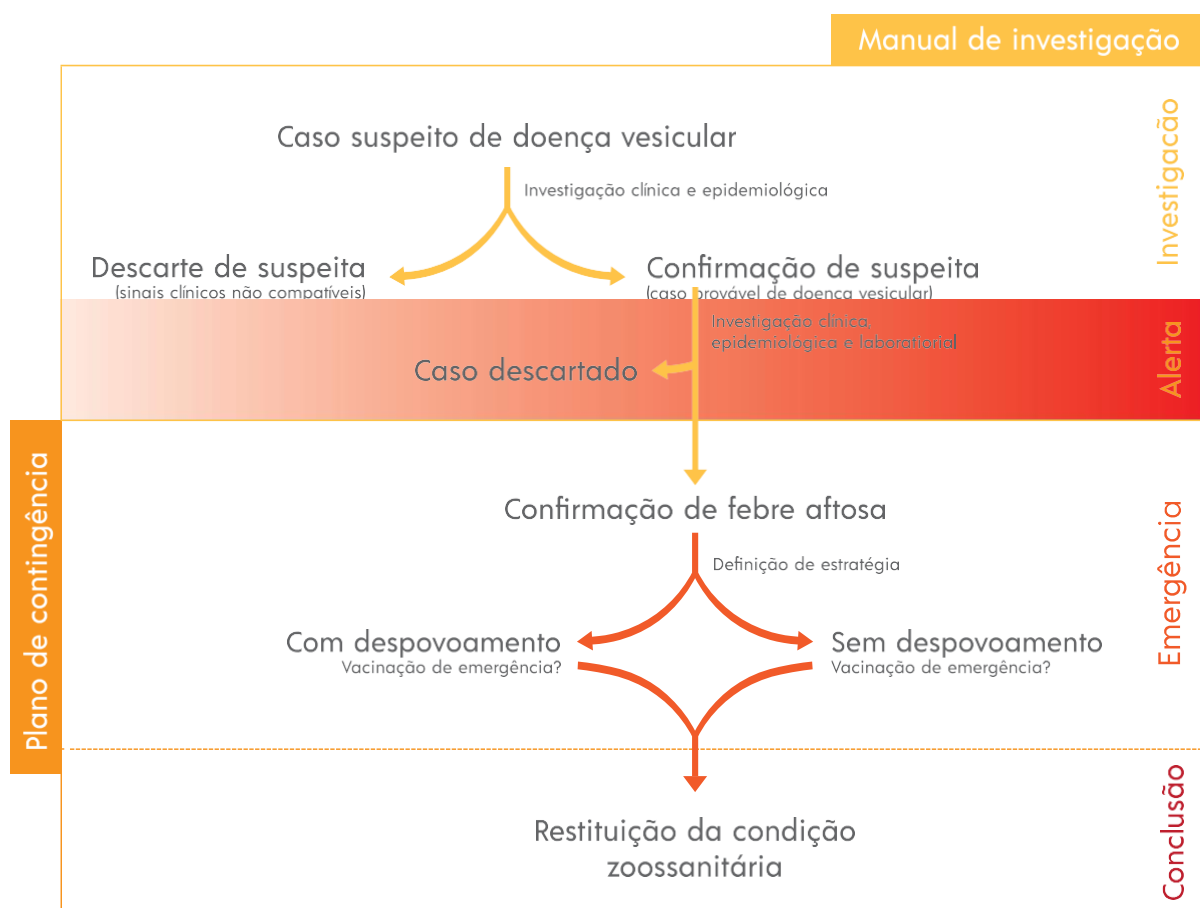 Manual de investigação
Investigação
Caso suspeito de doença vesicular
Investigação clínica e epidemiológica
Descarte de suspeita
(sinais clínicos não compatíveis)
Confirmação de suspeita
(caso provável de doença vesicular)
Alerta
Investigação clínica,
epidemiológica e laboratioria
Caso descartado
Plano de contingência
Emergência
Confirmação de febre aftosa
Definição de estratégia
Com despovoamento
Vacinação de emergência?
Sem despovoamento
Vacinação de emergência?
Conclusão
Restituição da condição
zoossanitária